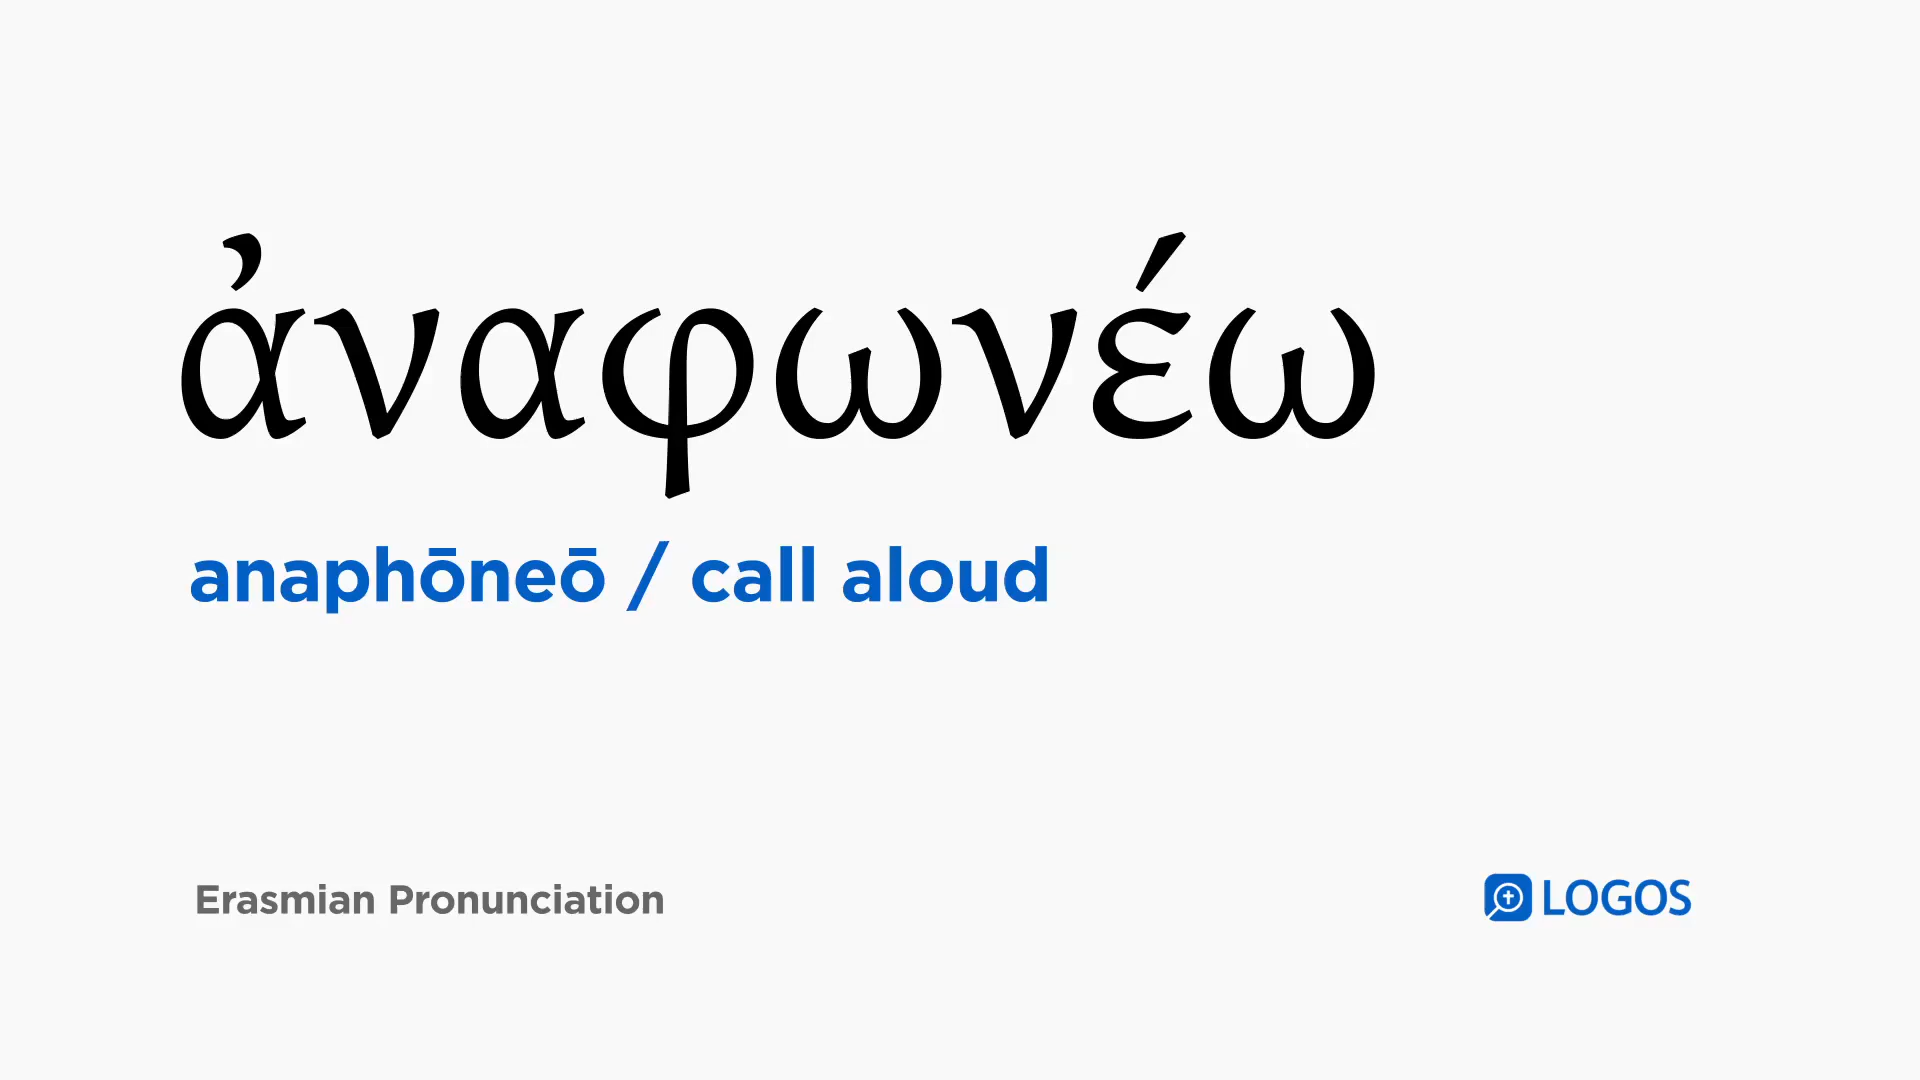 ἀναφωνέω
anaphōneō / call aloud
Erasmian Pronunciation
LOGOS